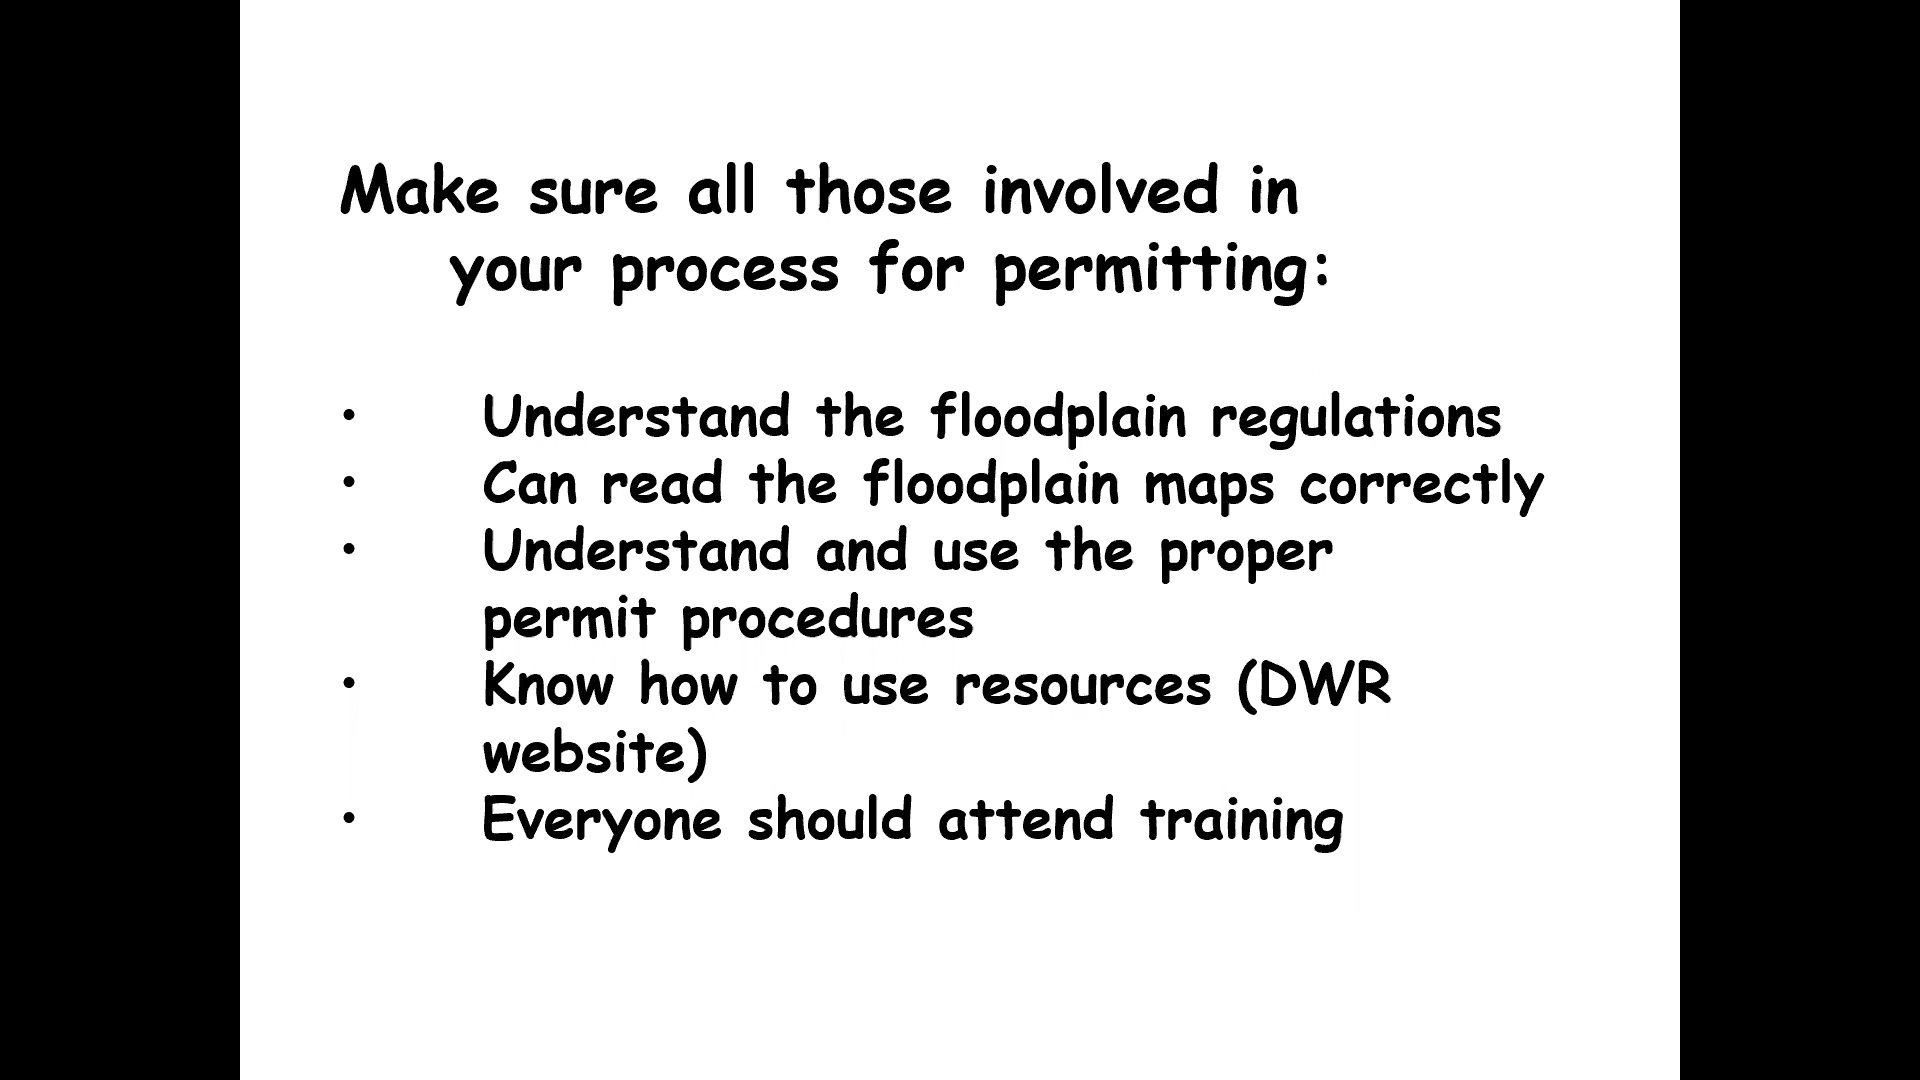 Make sure all those involved in
your process for permitting:
• Understand the floodplain regulations
• Can read the floodplain maps correctly
• Understand and use the proper
permit procedures
• Know how to use resources (DWR
website)
• Everyone should attend training